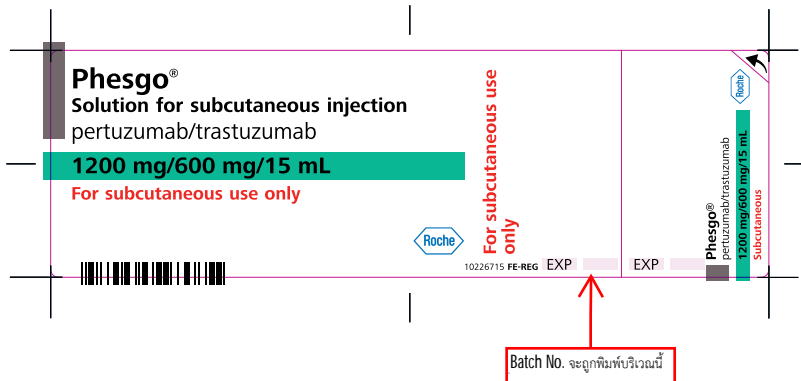 Phesgo®
Solution for subcutaneous injection
pertuzumab/trastuzumab
1200 mg/600 mg/15 mL
For subcutaneous use only
Roche
For subcutaneous use
only
10226715 FE-REG EXP
EXP
Phesgo®
pertuzumab/trastuzumab
1200 mg/600 mg/15 mL
Subcutaneous
Roche
Batch No. จะถูกพิมพ์บริเวณนี้